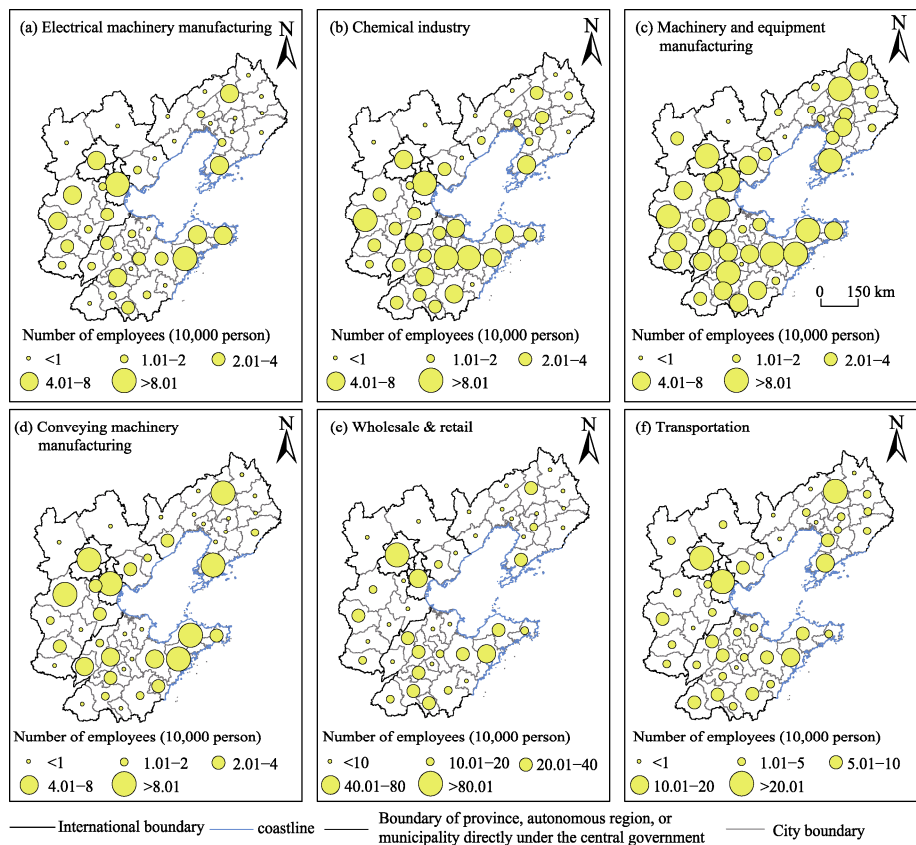 (a) Electrical machinery manufacturing
N
(b) Chemical industry
N
(c) Machinery and equipment
manufacturing
N
0 150 km
Number of employees (10,000 person)
<1 1.01−2 2.01−4
4.01−8 >8.01
Number of employees (10,000 person)
<1 1.01−2 2.01−4
4.01−8 >8.01
Number of employees (10,000 person)
<1 1.01−2 2.01−4
4.01−8 >8.01
(d) Conveying machinery
manufacturing
N
(e) Wholesale & retail
N
(f) Transportation
N
Number of employees (10,000 person)
<1 1.01−2 2.01−4
4.01−8 >8.01
Number of employees (10,000 person)
<10 10.01−20 20.01−40
40.01−80 >80.01
Number of employees (10,000 person)
<1 1.01−5 5.01−10
10.01−20 >20.01
International boundary coastline Boundary of province, autonomous region, or
municipality directly under the central government City boundary